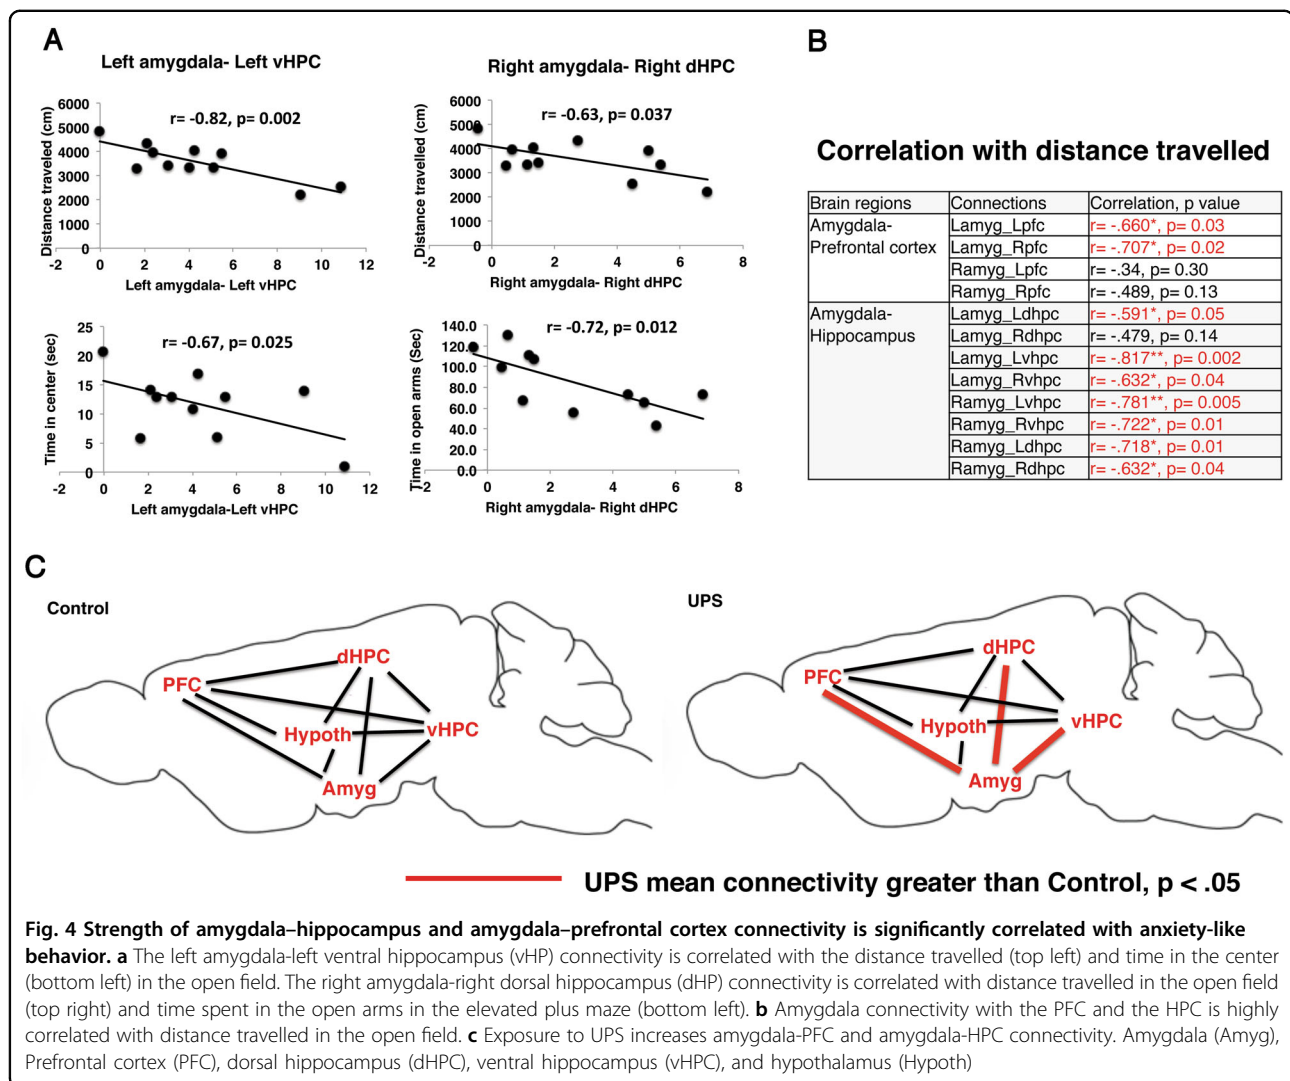 A
Left amygdala- Left vHPC
Distance traveled (cm)
6000
5000
4000
3000
2000
1000
0
r= -0.82, p= 0.002
-2 0 2 4 6 8 10 12
Left amygdala- Left vHPC
Right amygdala- Right dHPC
Distance travelled (cm)
6000
5000
4000
3000
2000
1000
0
r= -0.63, p= 0.037
-2 0 2 4 6 8
Right amygdala- Right dHPC
Time in center (sec)
25
20
15
10
5
0
r= -0.67, p= 0.025
-2 0 2 4 6 8 10 12
Left amygdala-Left vHPC
Time in open arms (Sec)
140.0
120.0
100.0
80.0
60.0
40.0
20.0
0.0
r= -0.72, p= 0.012
-2 0 2 4 6 8
Right amygdala- Right dHPC
B
Correlation with distance travelled
Brain regions Connections Correlation, p value
Amygdala- Lamyg_Lpfc r= -.660*, p= 0.03
Prefrontal cortex Lamyg_Rpfc r= -.707*, p= 0.02
Ramyg_Lpfc r= -.34, p= 0.30
Ramyg_Rpfc r= -.489, p= 0.13
Amygdala- Lamyg_Ldhpc r= -.591*, p= 0.05
Hippocampus Lamyg_Rdhpc r= -.479, p= 0.14
Lamyg_Lvhpc r= -.817**, p= 0.002
Lamyg_Rvhpc r= -.632*, p= 0.04
Ramyg_Lvhpc r= -.781**, p= 0.005
Ramyg_Rvhpc r= -.722*, p= 0.01
Ramyg_Ldhpc r= -.718*, p= 0.01
Ramyg_Rdhpc r= -.632*, p= 0.04
C
Control
dHPC
PFC
Hypoth
vHPC
Amyg
UPS
dHPC
PFC
Hypoth
vHPC
Amyg
UPS mean connectivity greater than Control, p < .05
Fig. 4 Strength of amygdala–hippocampus and amygdala–prefrontal cortex connectivity is significantly correlated with anxiety-like
behavior. a The left amygdala-left ventral hippocampus (vHP) connectivity is correlated with the distance travelled (top left) and time in the center
(bottom left) in the open field. The right amygdala-right dorsal hippocampus (dHP) connectivity is correlated with distance travelled in the open field
(top right) and time spent in the open arms in the elevated plus maze (bottom left). b Amygdala connectivity with the PFC and the HPC is highly
correlated with distance travelled in the open field. c Exposure to UPS increases amygdala-PFC and amygdala-HPC connectivity. Amygdala (Amyg),
Prefrontal cortex (PFC), dorsal hippocampus (dHPC), ventral hippocampus (vHPC), and hypothalamus (Hypoth)